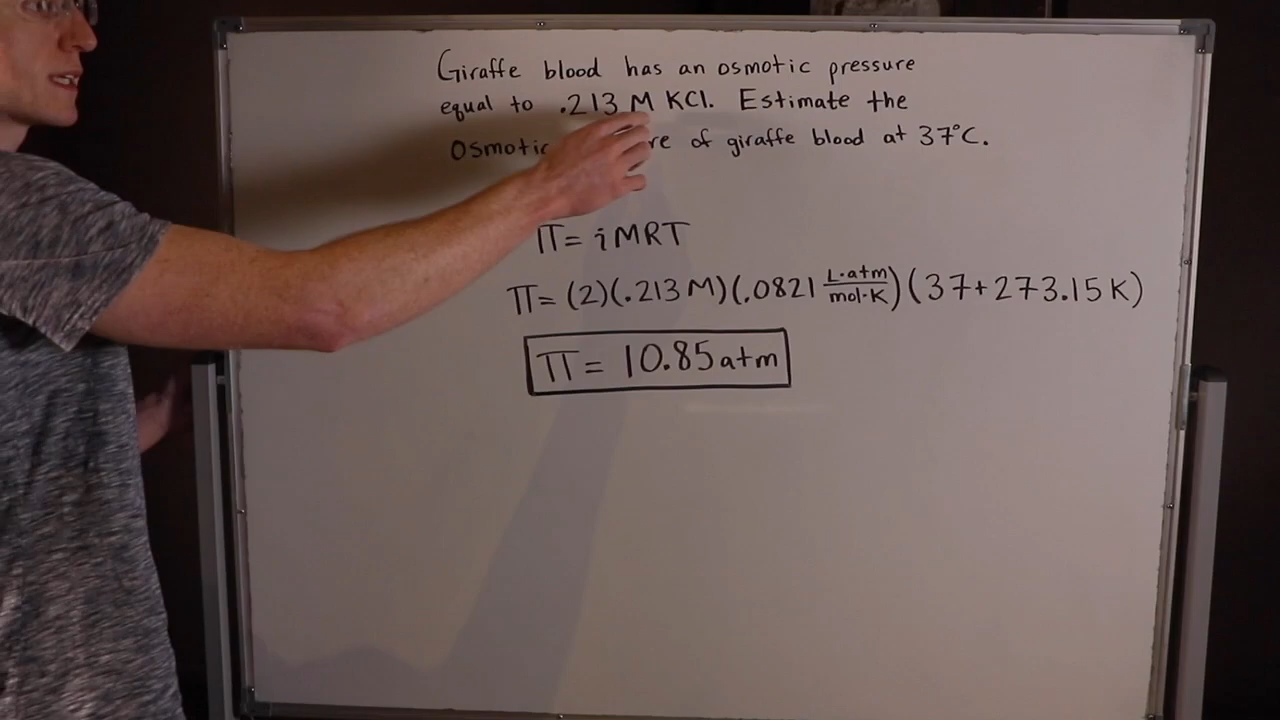 Giraffe blood has an osmotic pressure
equal to .213 M KCl. Estimate the
Osmotic re of giraffe blood at 37°C.
π = iMRT
π = (2)(.213 M)(.0821 L·atm/mol·K)(37+273.15 K)
π = 10.85 atm